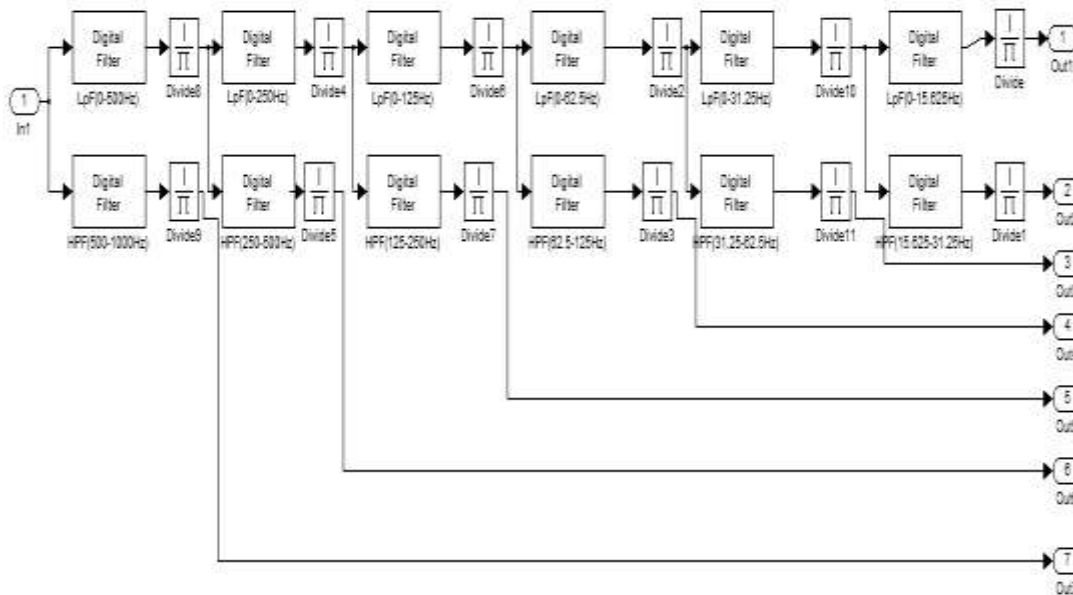 Digital Filter
Digital Filter
Digital Filter
Digital Filter
Digital Filter
Digital Filter
1
Out1
Divide8
Divide4
Divide6
Divide2
Divide10
Divide
LpF(0-500Hz)
LpF(0-250Hz)
LpF(0-125Hz)
LpF(0-62.5Hz)
LpF(0-31.25Hz)
LpF(0-15.625Hz)
1
In1
Digital Filter
Digital Filter
Digital Filter
Digital Filter
Digital Filter
Digital Filter
2
Divide9
Divide5
Divide7
Divide3
Divide11
Divide1
HPF(500-1000Hz)
HPF(250-500Hz)
HPF(125-250Hz)
HPF(62.5-125Hz)
HPF(31.25-62.5Hz)
HPF(15.625-31.25Hz)
3
4
5
6
7